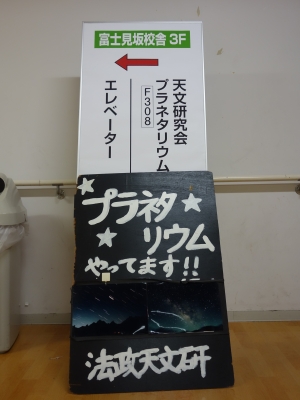 富士見坂校舎 3F
天文研究会
プラネタリウム
F308
エレベーター
プラネタ
リウム
やってます!!
法政天文研